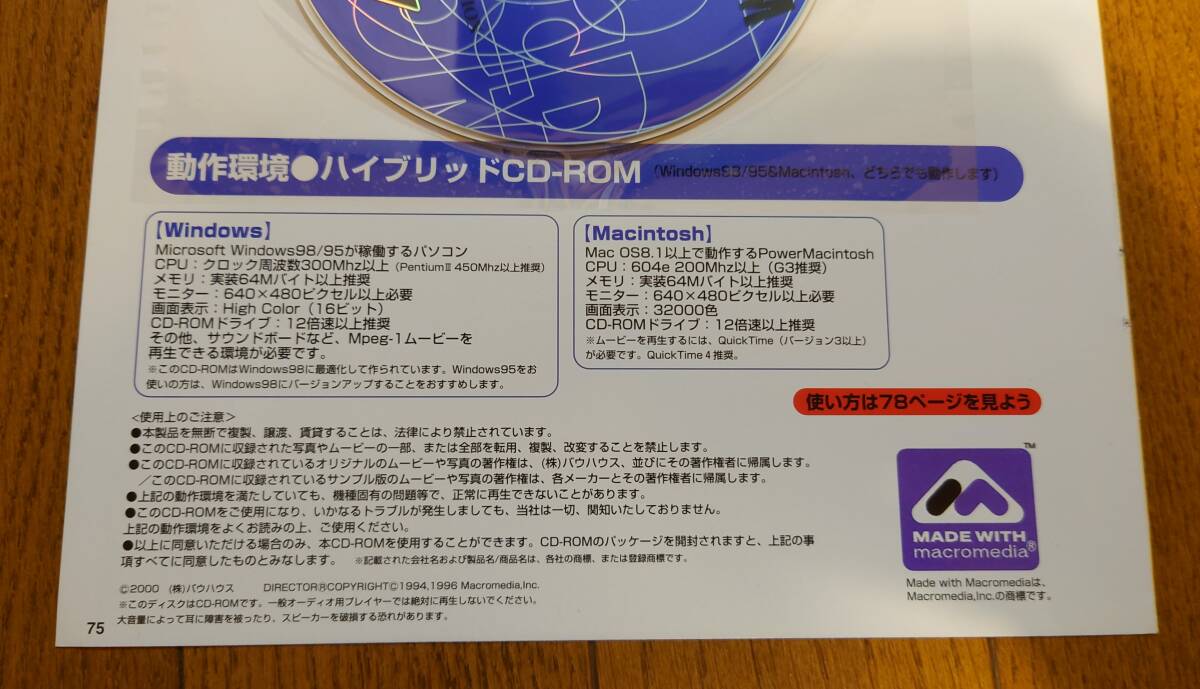 動作環境●ハイブリッドCD-ROM (Windows98/95&Macintosh、どちらでも動作します)
【Windows】
Microsoft Windows98/95が稼働するパソコン
CPU：クロック周波数300Mhz以上（PentiumⅡ 450Mhz以上推奨）
メモリ：実装64Mバイト以上推奨
モニター：640×480ピクセル以上必要
画面表示：High Color（16ビット）
CD-ROMドライブ：12倍速以上推奨
その他、サウンドボードなど、Mpeg-1ムービーを
再生できる環境が必要です。
※このCD-ROMはWindows98に最適化して作られています。Windows95をお
使いの方は、Windows98にバージョンアップすることをおすすめします。
【Macintosh】
Mac OS8.1以上で動作するPowerMacintosh
CPU：604e 200Mhz以上（G3推奨）
メモリ：実装64Mバイト以上推奨
モニター：640×480ピクセル以上必要
画面表示：32000色
CD-ROMドライブ：12倍速以上推奨
※ムービーを再生するには、QuickTime（バージョン3以上）
が必要です。QuickTime 4 推奨。
使い方は78ページを見よう
<使用上のご注意>
●本製品を無断で複製、譲渡、賃貸することは、法律により禁止されています。
●このCD-ROMに収録された写真やムービーの一部、または全部を転用、複製、改変することを禁止します。
●このCD-ROMに収録されているオリジナルのムービーや写真の著作権は、(株)バウハウス、並びにその著作権者に帰属します。
／このCD-ROMに収録されているサンプル版のムービーや写真の著作権は、各メーカーとその著作権者に帰属します。
●上記の動作環境を満たしていても、機種固有の問題等で、正常に再生できないことがあります。
●このCD-ROMをご使用になり、いかなるトラブルが発生しましても、当社は一切、関知いたしておりません。
上記の動作環境をよくお読みの上、ご使用ください。
●以上に同意いただける場合のみ、本CD-ROMを使用することができます。CD-ROMのパッケージを開封されますと、上記の事
項すべてに同意したものとみなします。 ※記載された会社名および製品名/商品名は、各社の商標、または登録商標です。
©2000 (株)バウハウス DIRECTOR®COPYRIGHT©1994,1996 Macromedia,Inc.
※このディスクはCD-ROMです。一般オーディオ用プレイヤーでは絶対に再生しないでください。
大音量によって耳に障害を被ったり、スピーカーを破損する恐れがあります。
75
TM
MADE WITH
macromedia®
Made with Macromediaは、
Macromedia,Inc.の商標です。